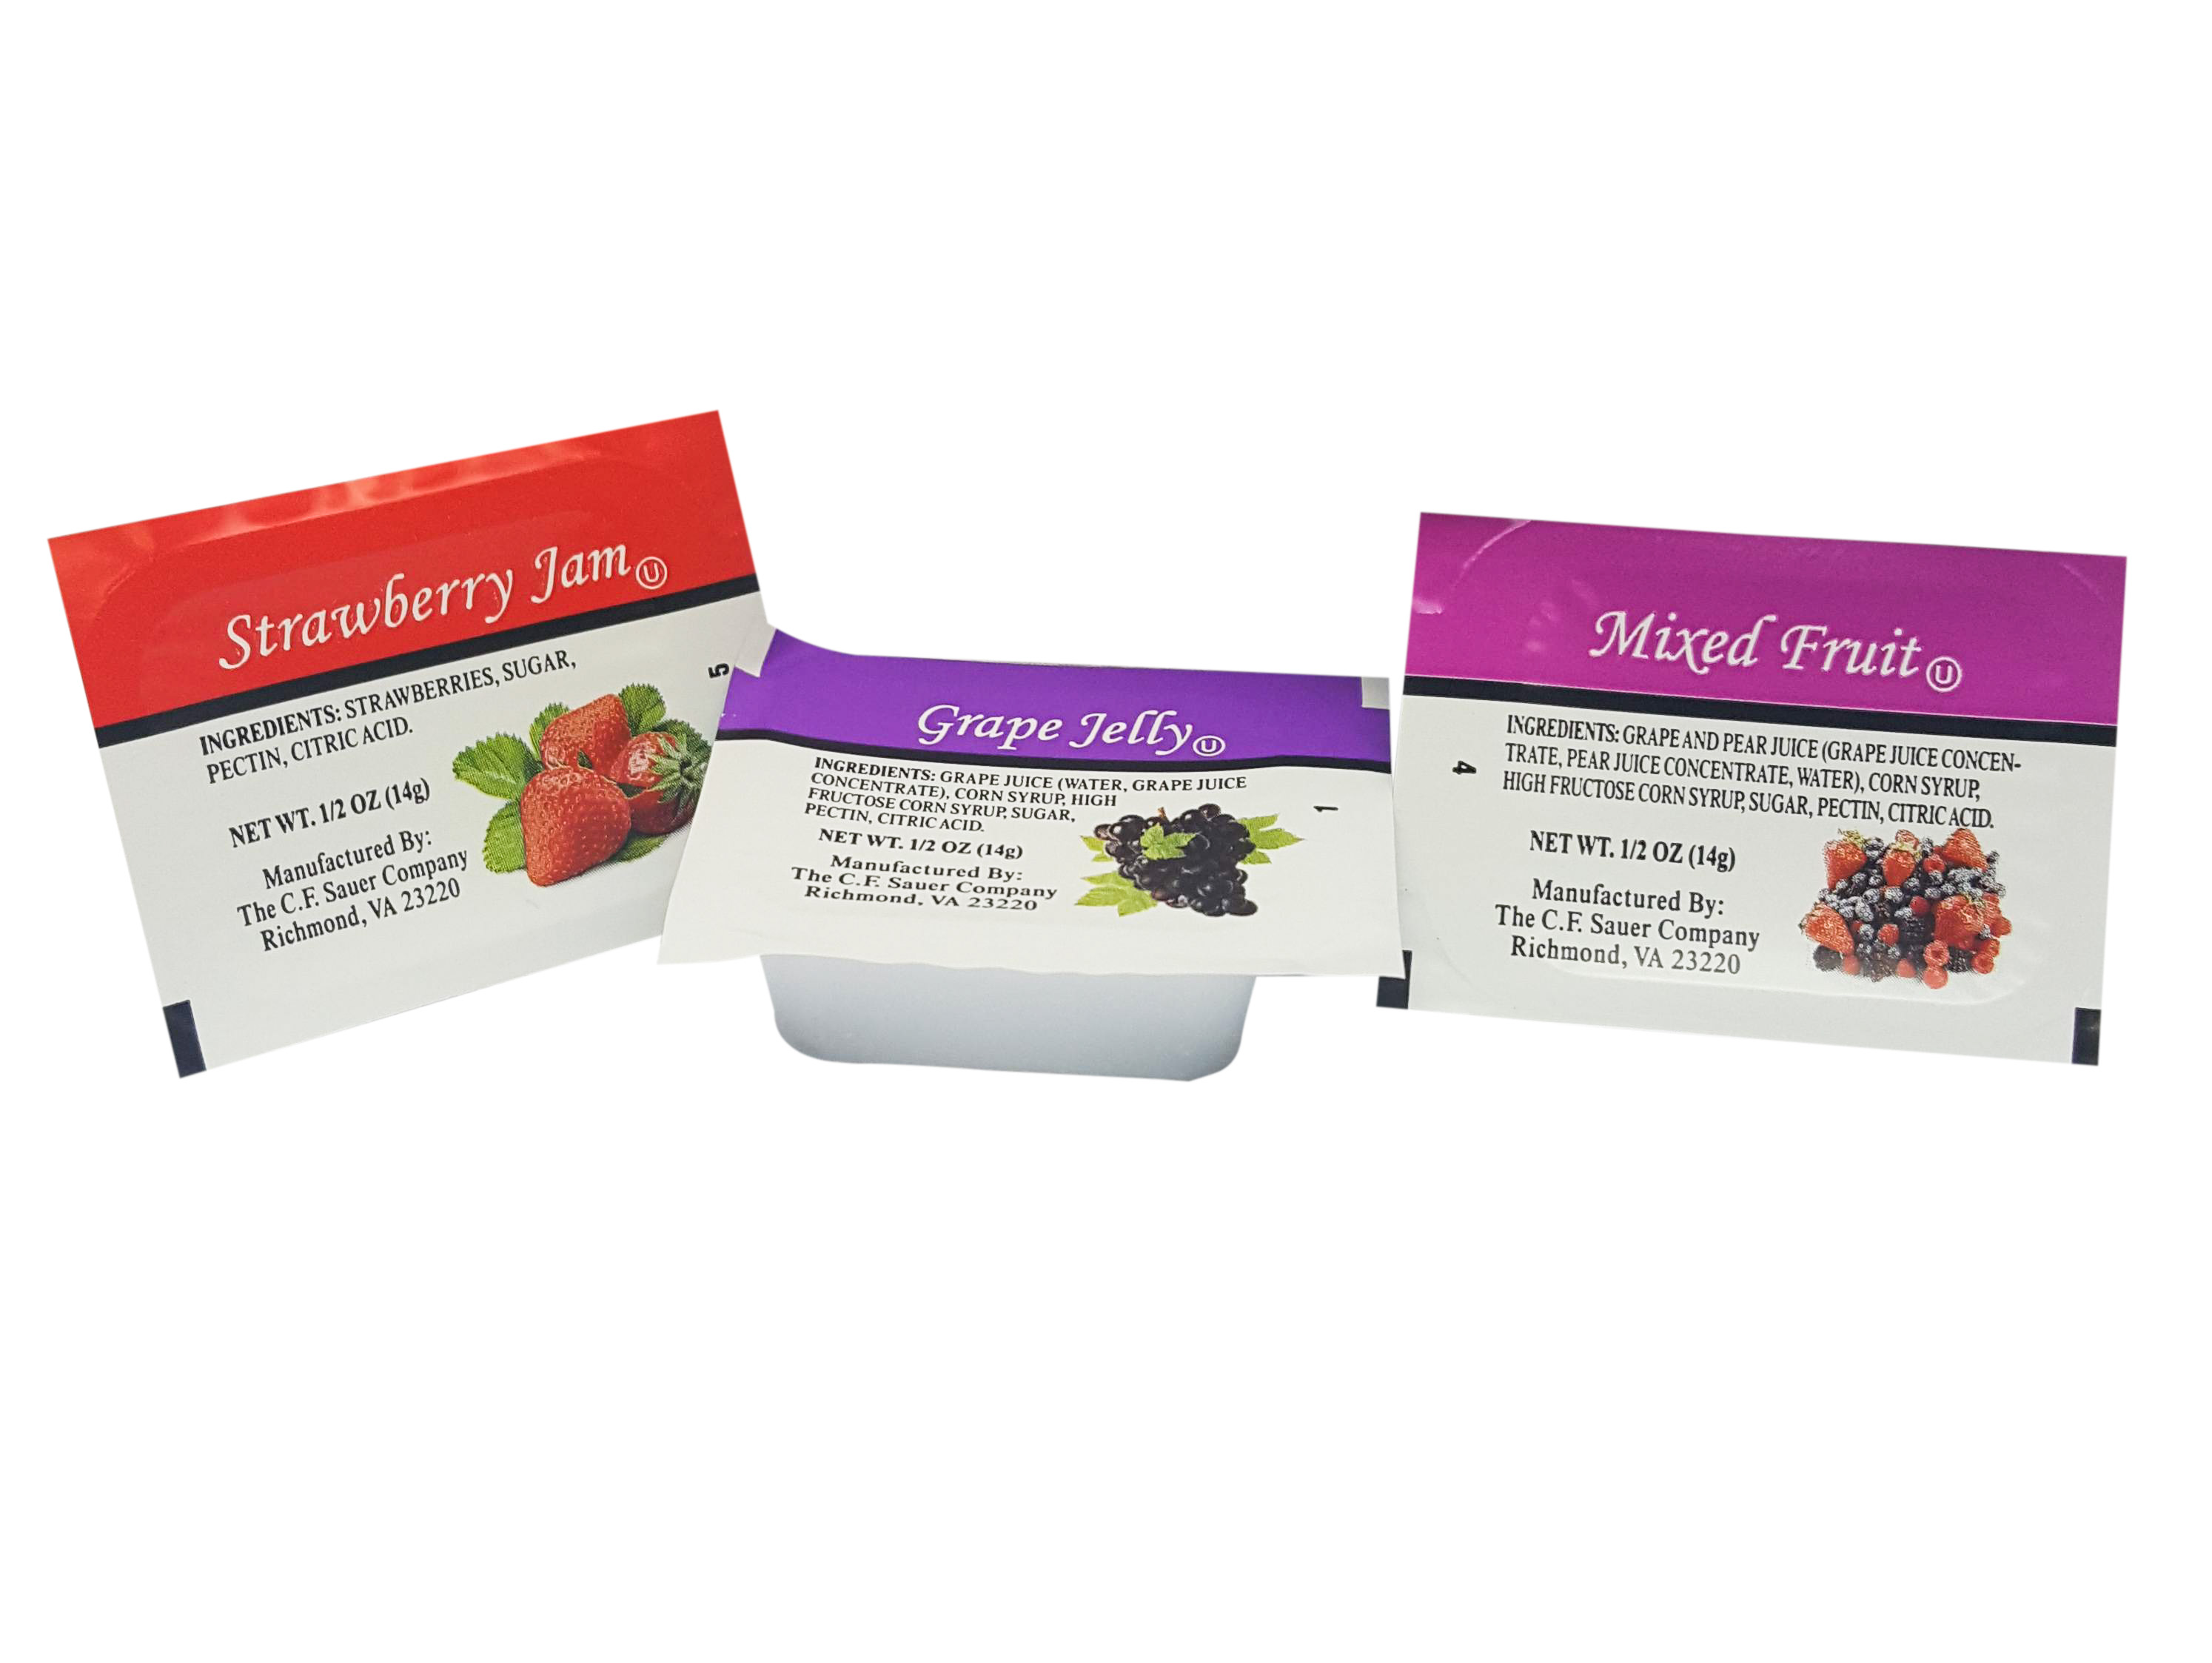 Strawberry Jam Ⓤ
INGREDIENTS: STRAWBERRIES, SUGAR,
PECTIN, CITRIC ACID.
NET WT. 1/2 OZ (14g)
Manufactured By:
The C.F. Sauer Company
Richmond, VA 23220
5
Grape Jelly Ⓤ
INGREDIENTS: GRAPE JUICE (WATER, GRAPE JUICE
CONCENTRATE), CORN SYRUP, HIGH
FRUCTOSE CORN SYRUP, SUGAR,
PECTIN, CITRIC ACID.
NET WT. 1/2 OZ (14g)
Manufactured By:
The C.F. Sauer Company
Richmond, VA 23220
1
Mixed Fruit Ⓤ
4
INGREDIENTS: GRAPE AND PEAR JUICE (GRAPE JUICE CONCEN-
TRATE, PEAR JUICE CONCENTRATE, WATER), CORN SYRUP,
HIGH FRUCTOSE CORN SYRUP, SUGAR, PECTIN, CITRIC ACID.
NET WT. 1/2 OZ (14g)
Manufactured By:
The C.F. Sauer Company
Richmond, VA 23220